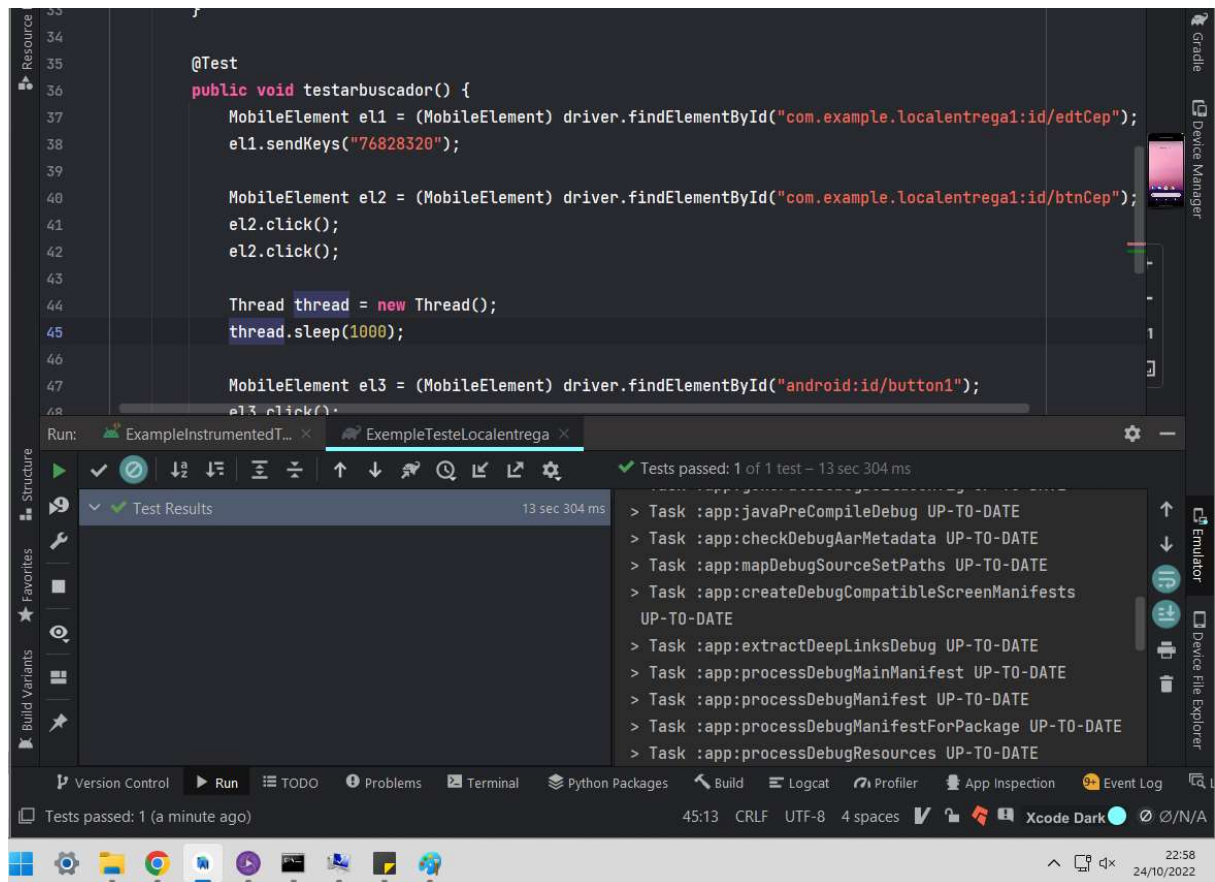 33 }
34
35 @Test
36 public void testarbuscador() {
37 MobileElement el1 = (MobileElement) driver.findElementById("com.example.localentrega1:id/edtCep");
38 el1.sendKeys("76828320");
39
40 MobileElement el2 = (MobileElement) driver.findElementById("com.example.localentrega1:id/btnCep");
41 el2.click();
42 el2.click();
43
44 Thread thread = new Thread();
45 thread.sleep(1000);
46
47 MobileElement el3 = (MobileElement) driver.findElementById("android:id/button1");
48 el3.click();
Resource
Structure
Favorites
Build Variants
Gradle
Device Manager
Emulator
Device File Explorer
Run: ExampleInstrumentedT... × ExempleTesteLocalentrega ×
Tests passed: 1 of 1 test – 13 sec 304 ms
Test Results 13 sec 304 ms
> Task :app:javaPreCompileDebug UP-TO-DATE
> Task :app:checkDebugAarMetadata UP-TO-DATE
> Task :app:mapDebugSourceSetPaths UP-TO-DATE
> Task :app:createDebugCompatibleScreenManifests
UP-TO-DATE
> Task :app:extractDeepLinksDebug UP-TO-DATE
> Task :app:processDebugMainManifest UP-TO-DATE
> Task :app:processDebugManifest UP-TO-DATE
> Task :app:processDebugManifestForPackage UP-TO-DATE
> Task :app:processDebugResources UP-TO-DATE
Version Control Run TODO Problems Terminal Python Packages Build Logcat Profiler App Inspection 9+ Event Log
Tests passed: 1 (a minute ago) 45:13 CRLF UTF-8 4 spaces Xcode Dark Ø/N/A
22:58
24/10/2022